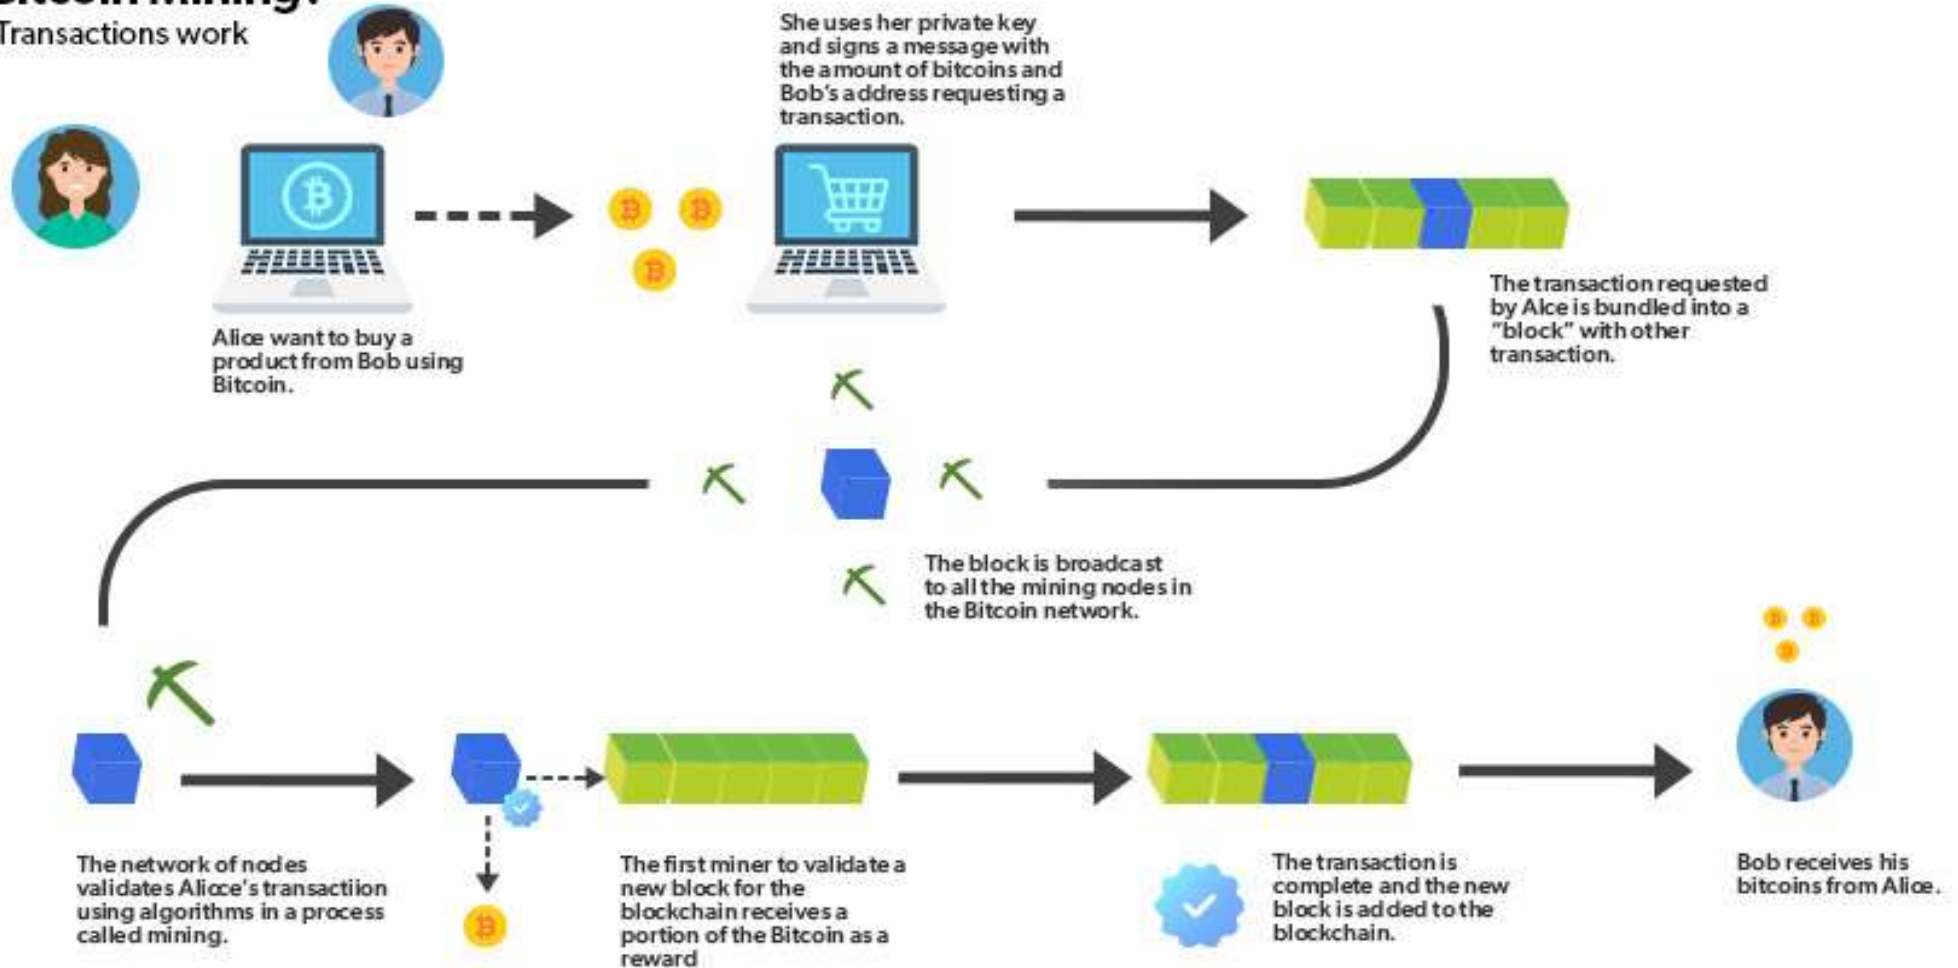 Bitcoin Mining?
Transactions work
She uses her private key
and signs a message with
the amount of bitcoins and
Bob's address requesting a
transaction.
Alice want to buy a
product from Bob using
Bitcoin.
The transaction requested
by Alce is bundled into a
"block" with other
transaction.
The block is broadcast
to all the mining nodes in
the Bitcoin network.
The network of nodes
validates Alicce's transactiion
using algorithms in a process
called mining.
The first miner to validate a
new block for the
blockchain receives a
portion of the Bitcoin as a
reward
The transaction is
complete and the new
block is added to the
blockchain.
Bob receives his
bitcoins from Alice.